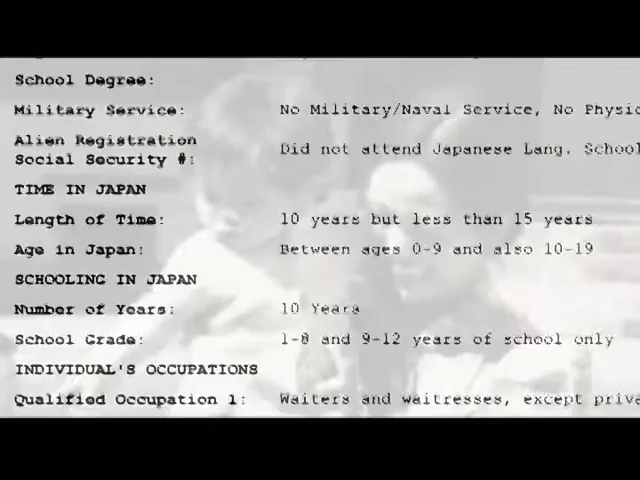 School Degree:
Military Service: No Military/Naval Service, No Physic
Alien Registration
Social Security #: Did not attend Japanese Lang. School
TIME IN JAPAN
Length of Time: 10 years but less than 15 years
Age in Japan: Between ages 0-9 and also 10-19
SCHOOLING IN JAPAN
Number of Years: 10 Years
School Grade: 1-8 and 9-12 years of school only
INDIVIDUAL'S OCCUPATIONS
Qualified Occupation 1: Waiters and waitresses, except priva